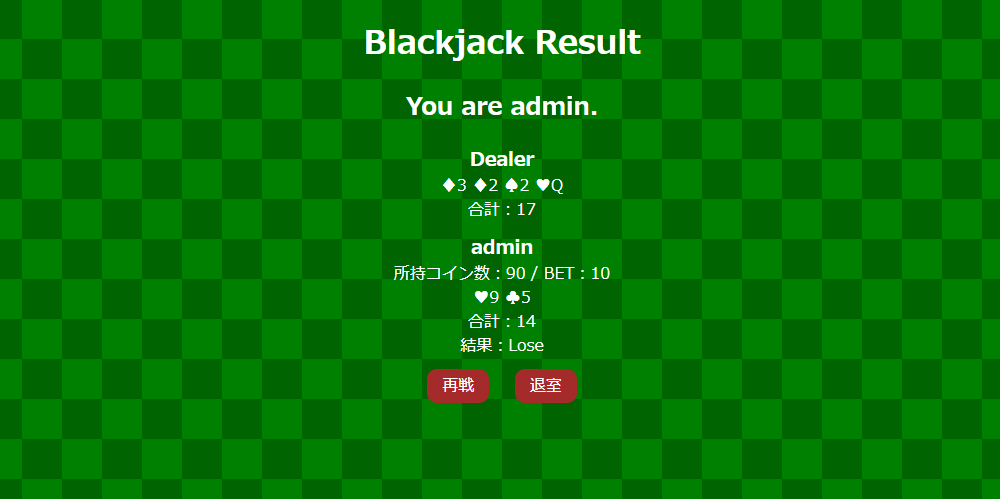 Blackjack Result
You are admin.
Dealer
♦3 ♦2 ♠2 ♥Q
合計：17
admin
所持コイン数：90 / BET：10
♥9 ♣5
合計：14
結果：Lose
再戦 退室